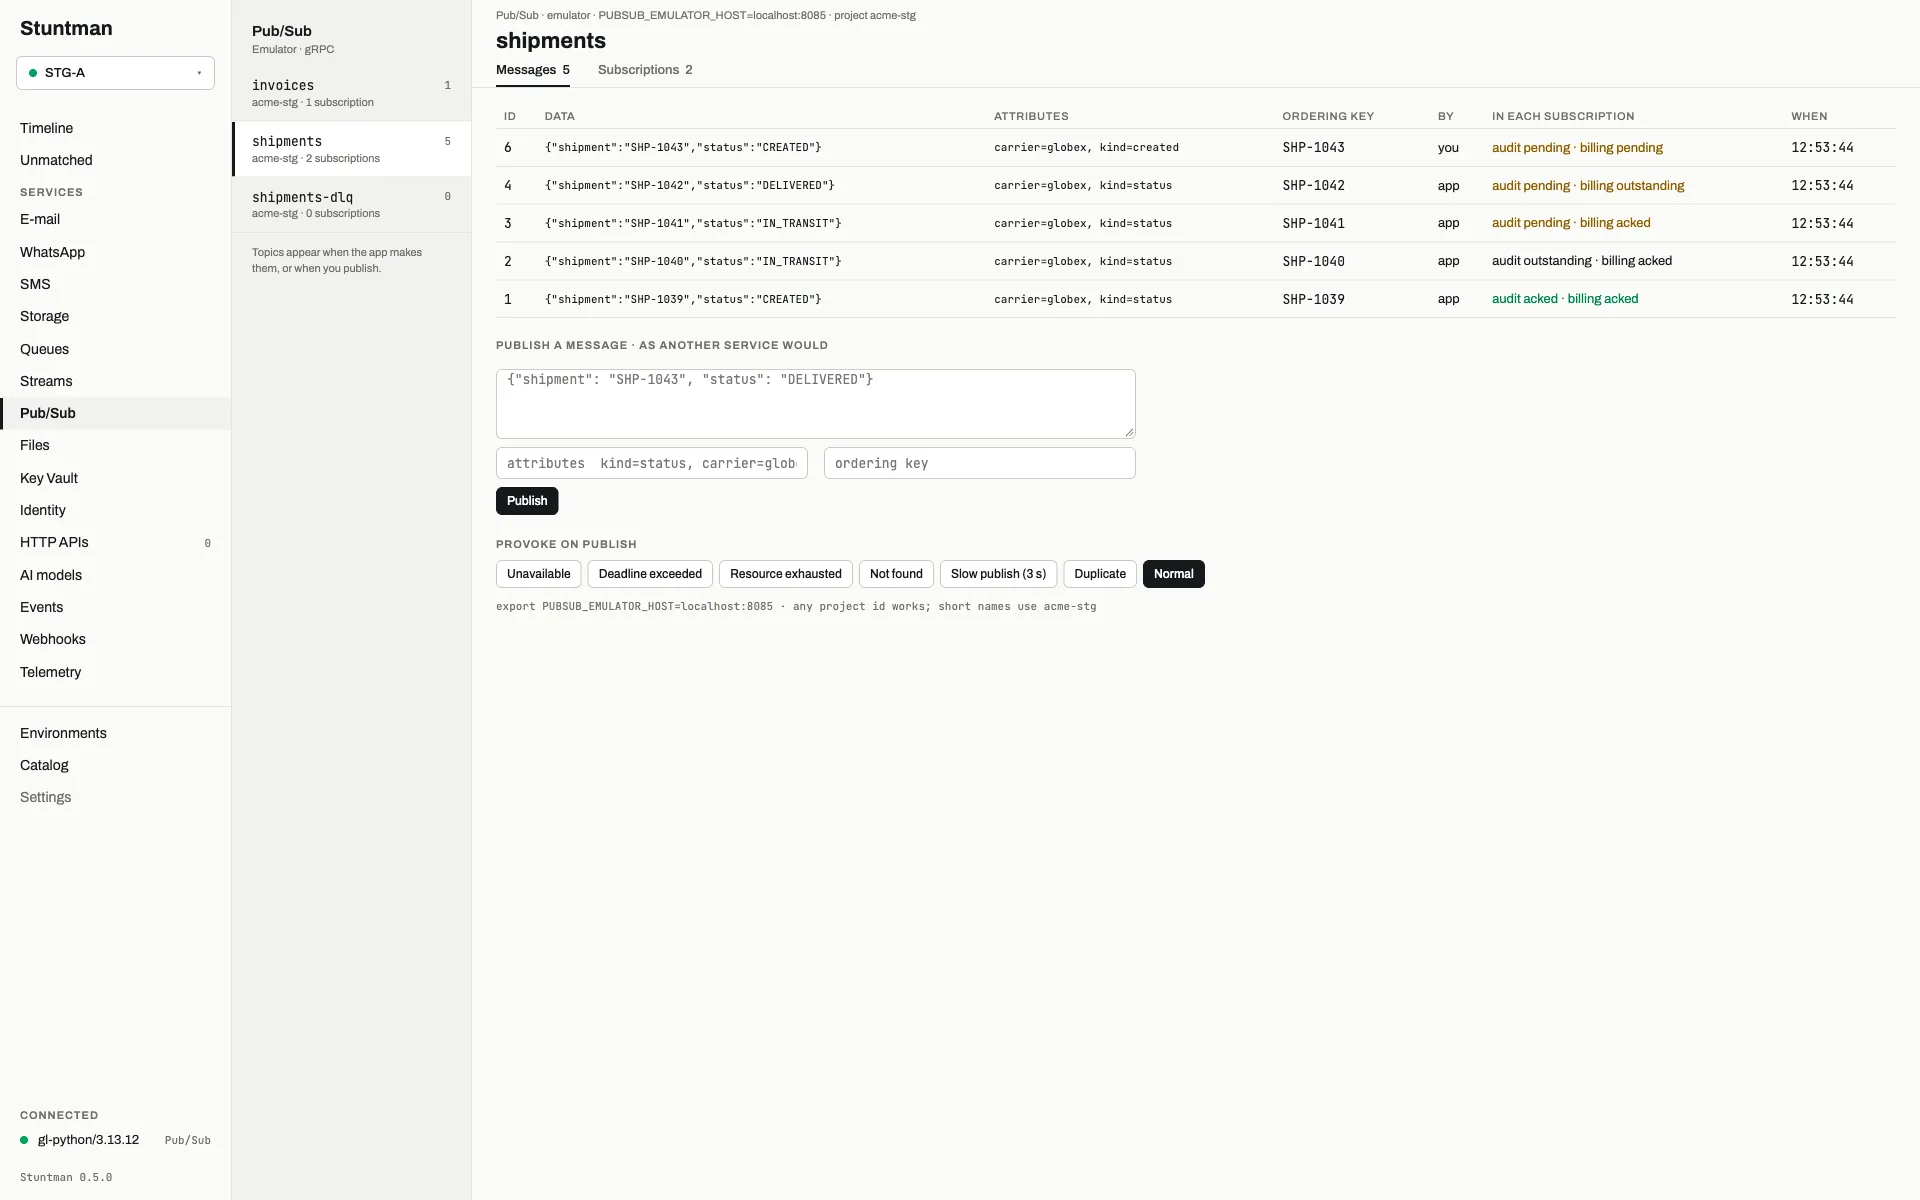 Stuntman
STG-A
Timeline
Unmatched
SERVICES
E-mail
WhatsApp
SMS
Storage
Queues
Streams
Pub/Sub
Files
Key Vault
Identity
HTTP APIs 0
AI models
Events
Webhooks
Telemetry
Environments
Catalog
Settings
CONNECTED
gl-python/3.13.12 Pub/Sub
Stuntman 0.5.0
Pub/Sub
Emulator · gRPC
invoices 1
acme-stg · 1 subscription
shipments 5
acme-stg · 2 subscriptions
shipments-dlq 0
acme-stg · 0 subscriptions
Topics appear when the app makes
them, or when you publish.
Pub/Sub · emulator · PUBSUB_EMULATOR_HOST=localhost:8085 · project acme-stg
shipments
Messages 5 Subscriptions 2
ID DATA ATTRIBUTES ORDERING KEY BY IN EACH SUBSCRIPTION WHEN
6 {"shipment":"SHP-1043","status":"CREATED"} carrier=globex, kind=created SHP-1043 you audit pending · billing pending 12:53:44
4 {"shipment":"SHP-1042","status":"DELIVERED"} carrier=globex, kind=status SHP-1042 app audit pending · billing outstanding 12:53:44
3 {"shipment":"SHP-1041","status":"IN_TRANSIT"} carrier=globex, kind=status SHP-1041 app audit pending · billing acked 12:53:44
2 {"shipment":"SHP-1040","status":"IN_TRANSIT"} carrier=globex, kind=status SHP-1040 app audit outstanding · billing acked 12:53:44
1 {"shipment":"SHP-1039","status":"CREATED"} carrier=globex, kind=status SHP-1039 app audit acked · billing acked 12:53:44
PUBLISH A MESSAGE · AS ANOTHER SERVICE WOULD
{"shipment": "SHP-1043", "status": "DELIVERED"}
attributes kind=status, carrier=glob ordering key
Publish
PROVOKE ON PUBLISH
Unavailable Deadline exceeded Resource exhausted Not found Slow publish (3 s) Duplicate Normal
export PUBSUB_EMULATOR_HOST=localhost:8085 · any project id works; short names use acme-stg